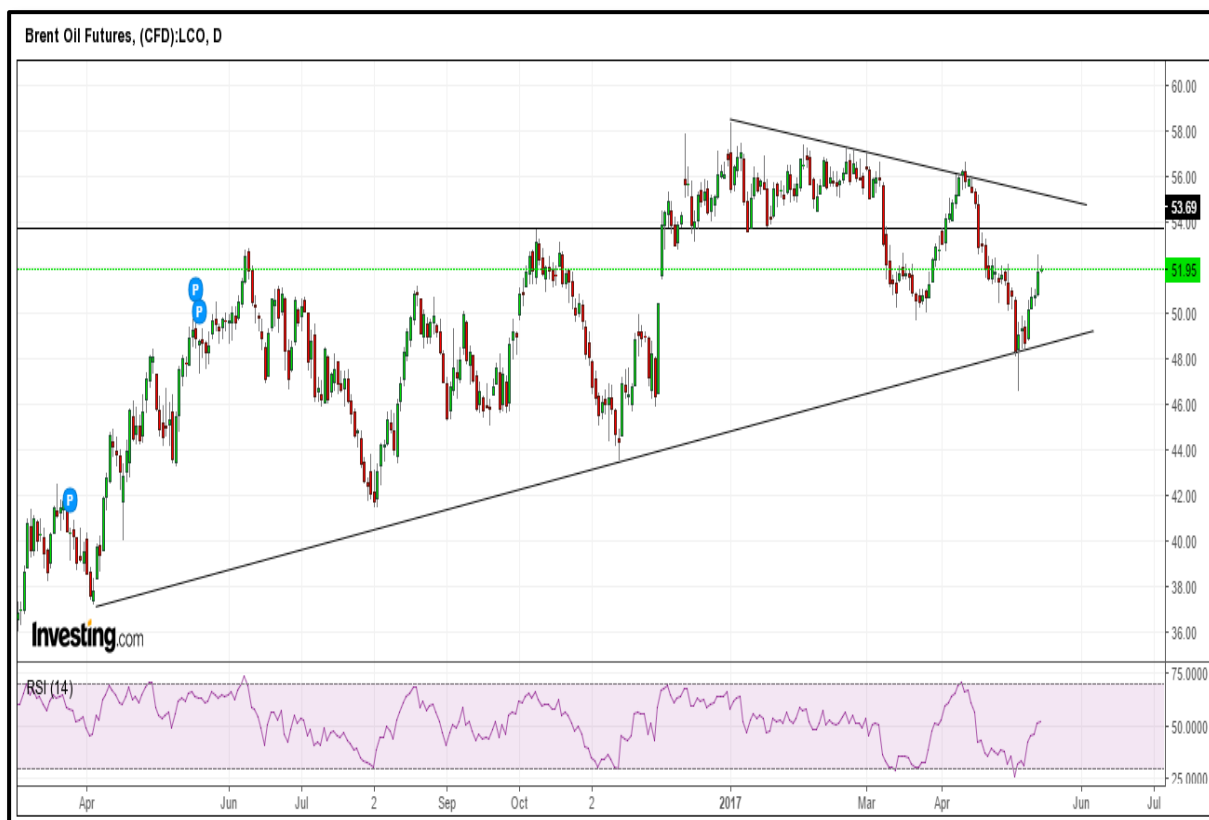 Brent Oil Futures, (CFD):LCO, D
60.00
58.00
56.00
53.69
54.00
51.95
50.00
48.00
46.00
44.00
42.00
40.00
38.00
36.00
P
P
P
Investing.com
RSI (14)
75.0000
50.0000
25.0000
Apr Jun Jul 2 Sep Oct 2 2017 Mar Apr Jun Jul